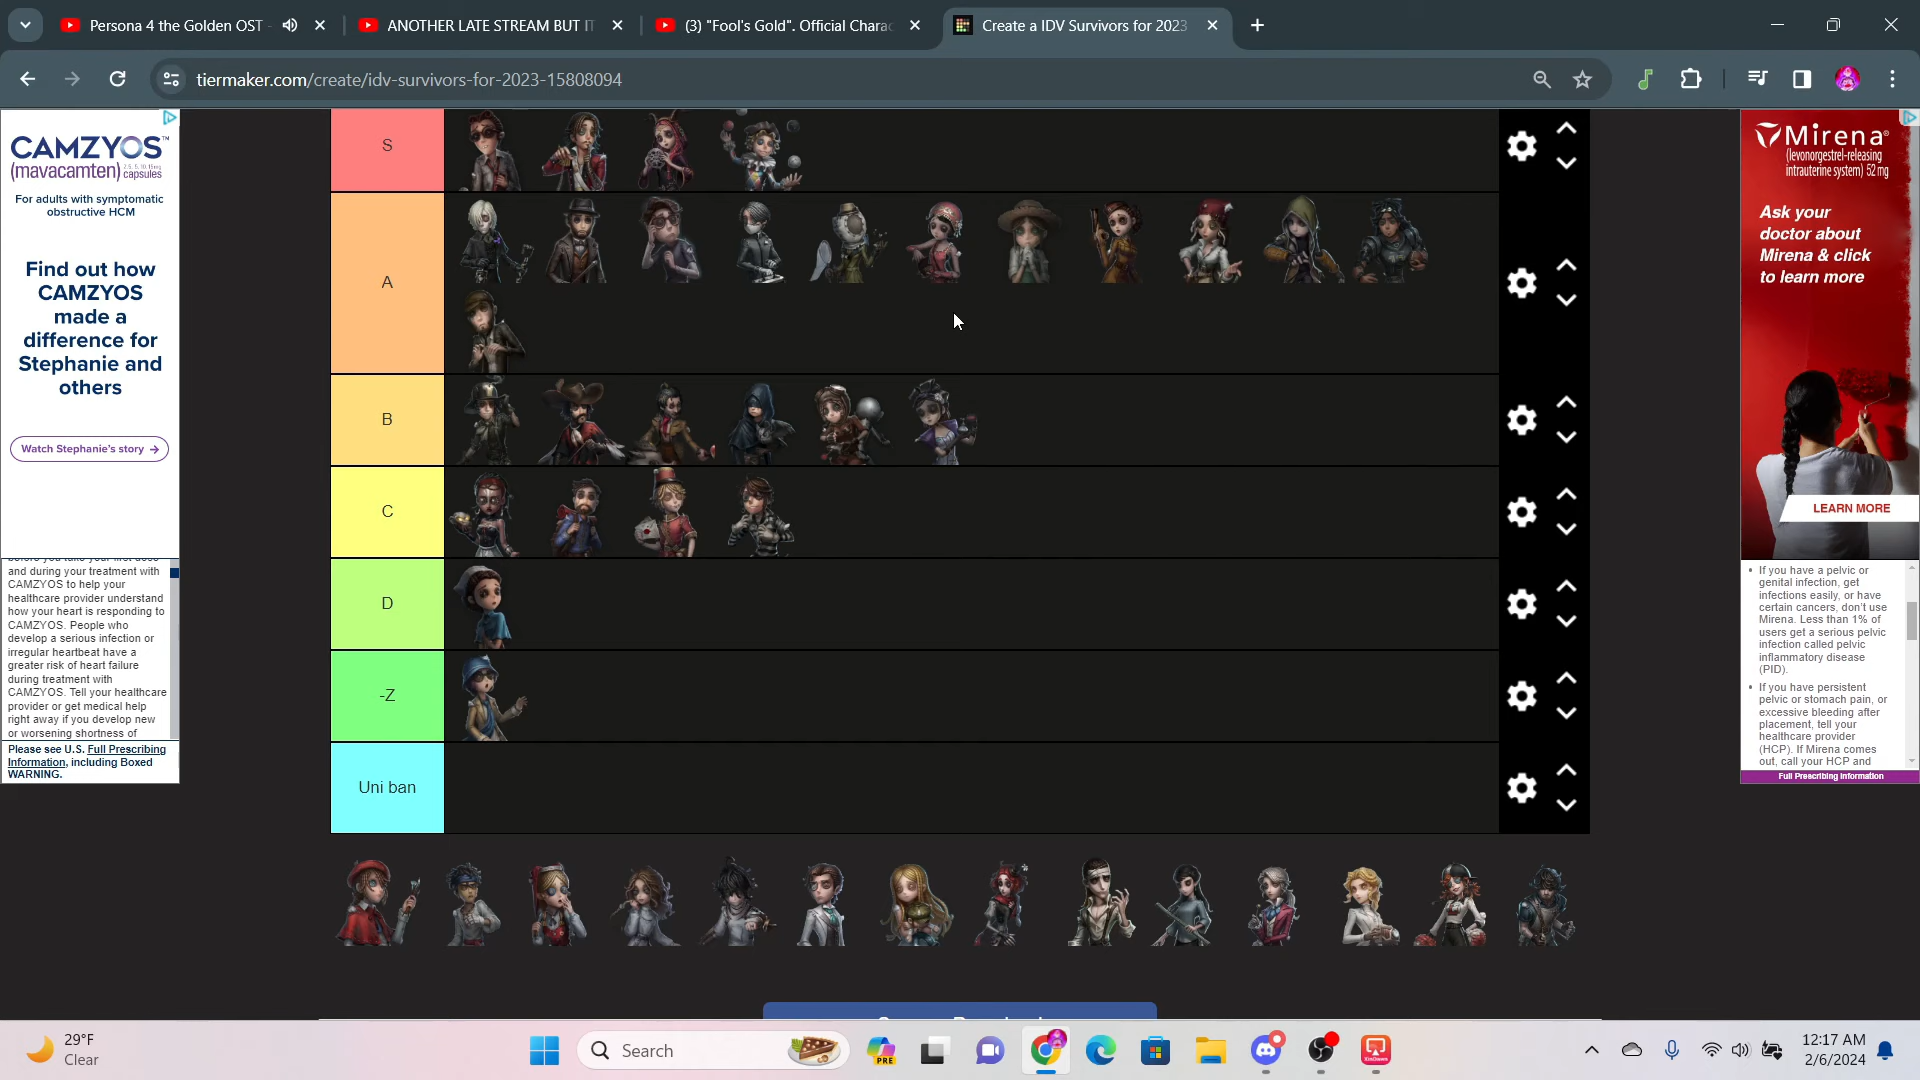 Persona 4 the Golden OST -
ANOTHER LATE STREAM BUT IT
(3) "Fool's Gold". Official Charac
Create a IDV Survivors for 2023
tiermaker.com/create/idv-survivors-for-2023-15808094
CAMZYOS™
(mavacamten) capsules
For adults with symptomatic
obstructive HCM
Find out how
CAMZYOS
made a
difference for
Stephanie and
others
Watch Stephanie's story →
and during your treatment with
CAMZYOS to help your
healthcare provider understand
how your heart is responding to
CAMZYOS. People who
develop a serious infection or
irregular heartbeat have a
greater risk of heart failure
during treatment with
CAMZYOS. Tell your healthcare
provider or get medical help
right away if you develop new
or worsening shortness of
Please see U.S. Full Prescribing
Information, including Boxed
WARNING.
S
A
B
C
D
-Z
Uni ban
Mirena®
(levonorgestrel-releasing
intrauterine system) 52 mg
Ask your
doctor about
Mirena & click
to learn more
LEARN MORE
• If you have a pelvic or
genital infection, get
infections easily, or have
certain cancers, don't use
Mirena. Less than 1% of
users get a serious pelvic
infection called pelvic
inflammatory disease
(PID).
• If you have persistent
pelvic or stomach pain, or
excessive bleeding after
placement, tell your
healthcare provider
(HCP). If Mirena comes
out, call your HCP and
Full Prescribing Information
29°F
Clear
Search
PRE
12:17 AM
2/6/2024